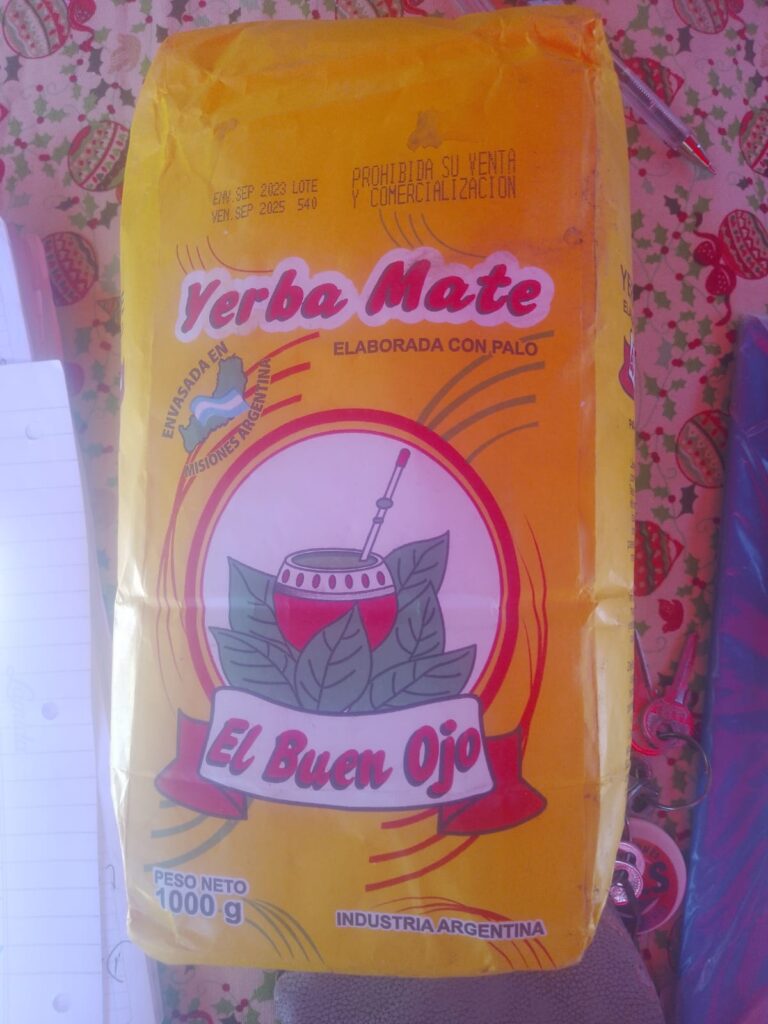 ENV.SEP 2023 LOTE
VEN.SEP 2025 540
PROHIBIDA SU VENTA
Y COMERCIALIZACION
Yerba Mate
ELABORADA CON PALO
ENVASADA EN
MISIONES ARGENTINA
El Buen Ojo
PESO NETO
1000 g
INDUSTRIA ARGENTINA